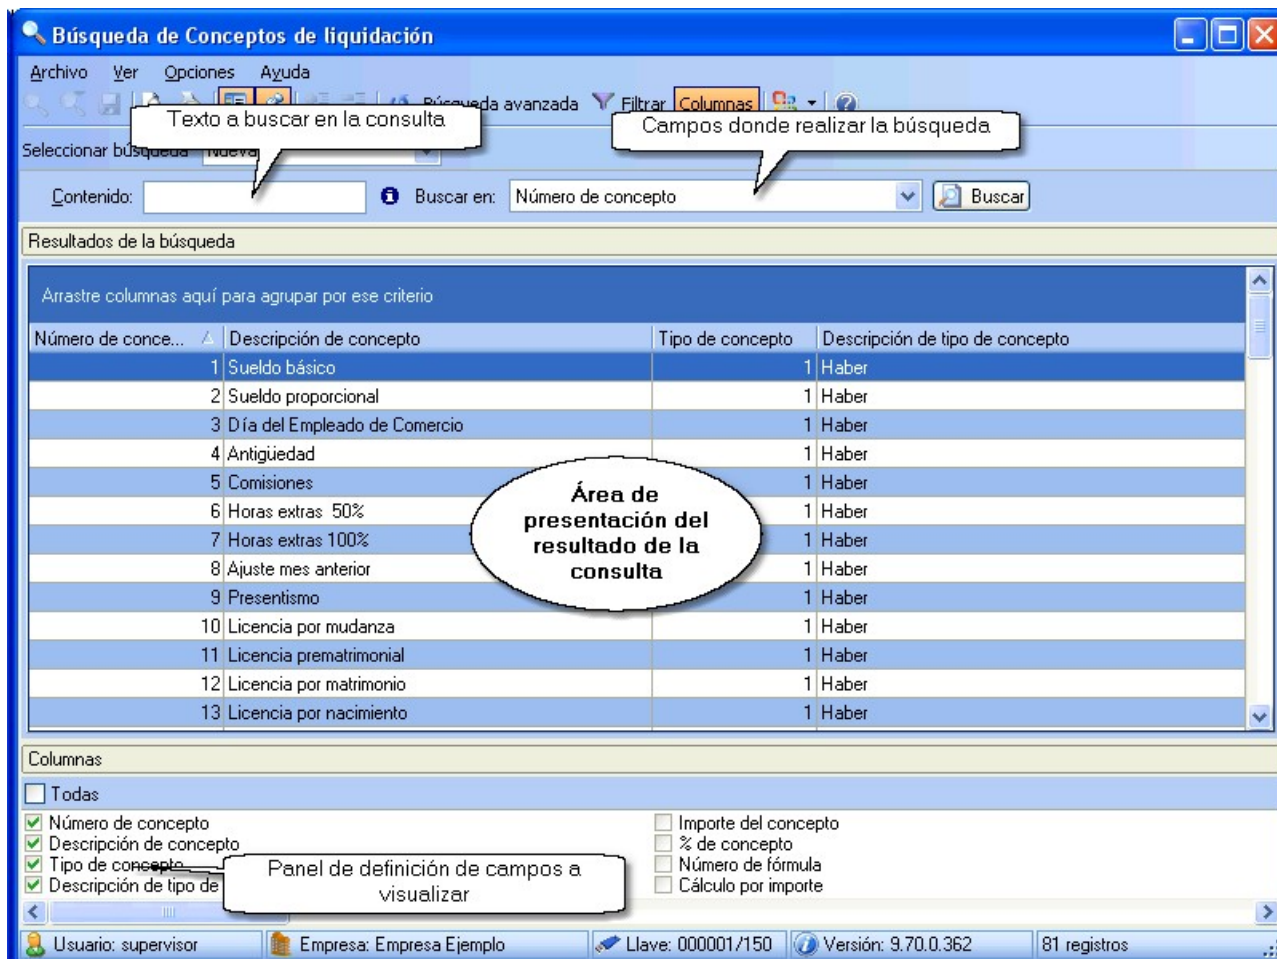 Búsqueda de Conceptos de liquidación
Archivo Ver Opciones Ayuda
Búsqueda avanzada Filtrar Columnas
Texto a buscar en la consulta
Campos donde realizar la búsqueda
Seleccionar búsqueda Nueva
Contenido: Buscar en: Número de concepto Buscar
Resultados de la búsqueda
Arrastre columnas aquí para agrupar por ese criterio
Número de conce... Descripción de concepto Tipo de concepto Descripción de tipo de concepto
1 Sueldo básico 1 Haber
2 Sueldo proporcional 1 Haber
3 Día del Empleado de Comercio 1 Haber
4 Antigüedad 1 Haber
5 Comisiones 1 Haber
6 Horas extras 50% 1 Haber
7 Horas extras 100% 1 Haber
8 Ajuste mes anterior 1 Haber
9 Presentismo 1 Haber
10 Licencia por mudanza 1 Haber
11 Licencia prematrimonial 1 Haber
12 Licencia por matrimonio 1 Haber
13 Licencia por nacimiento 1 Haber
Área de
presentación del
resultado de la
consulta
Columnas
Todas
Número de concepto Importe del concepto
Descripción de concepto % de concepto
Tipo de concepto Número de fórmula
Descripción de tipo de Cálculo por importe
Panel de definición de campos a
visualizar
Usuario: supervisor Empresa: Empresa Ejemplo Llave: 000001/150 Versión: 9.70.0.362 81 registros